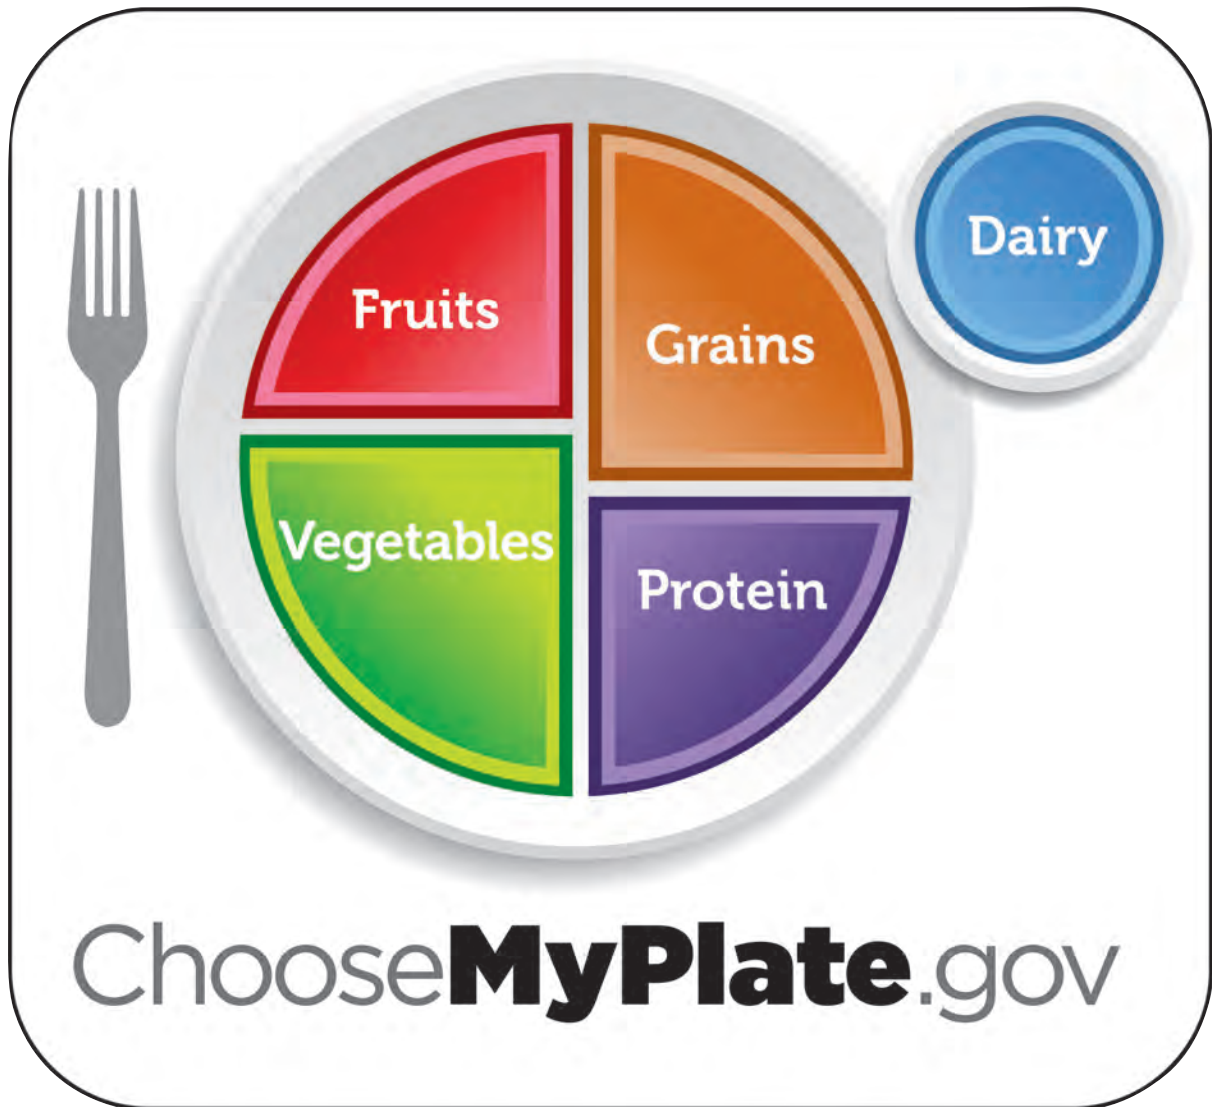 Fruits
Grains
Dairy
Vegetables
Protein
ChooseMyPlate.gov